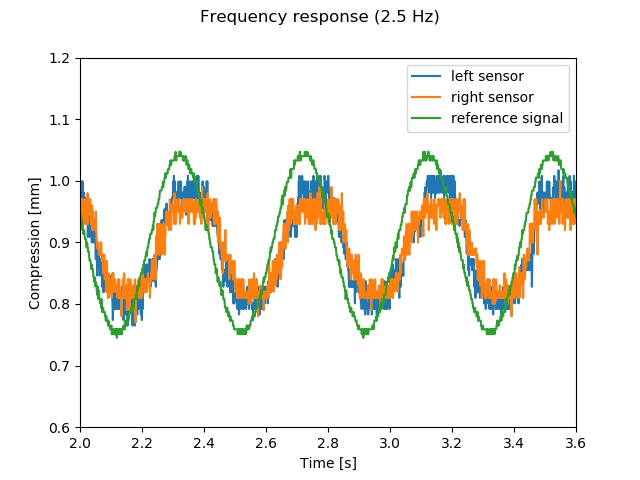 Frequency response (2.5 Hz)
1.2
1.1
1.0
0.9
0.8
0.7
0.6
Compression [mm]
left sensor
right sensor
reference signal
2.0 2.2 2.4 2.6 2.8 3.0 3.2 3.4 3.6
Time [s]